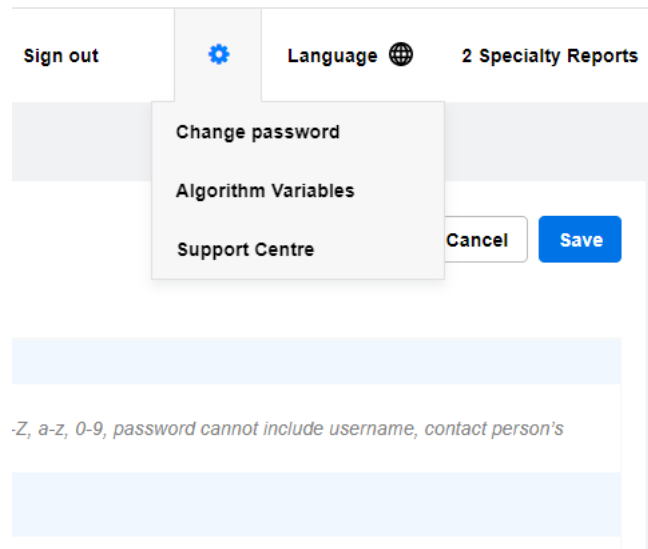 Sign out
Language
2 Specialty Reports
Change password
Algorithm Variables
Support Centre
Cancel
Save
-Z, a-z, 0-9, password cannot include username, contact person's